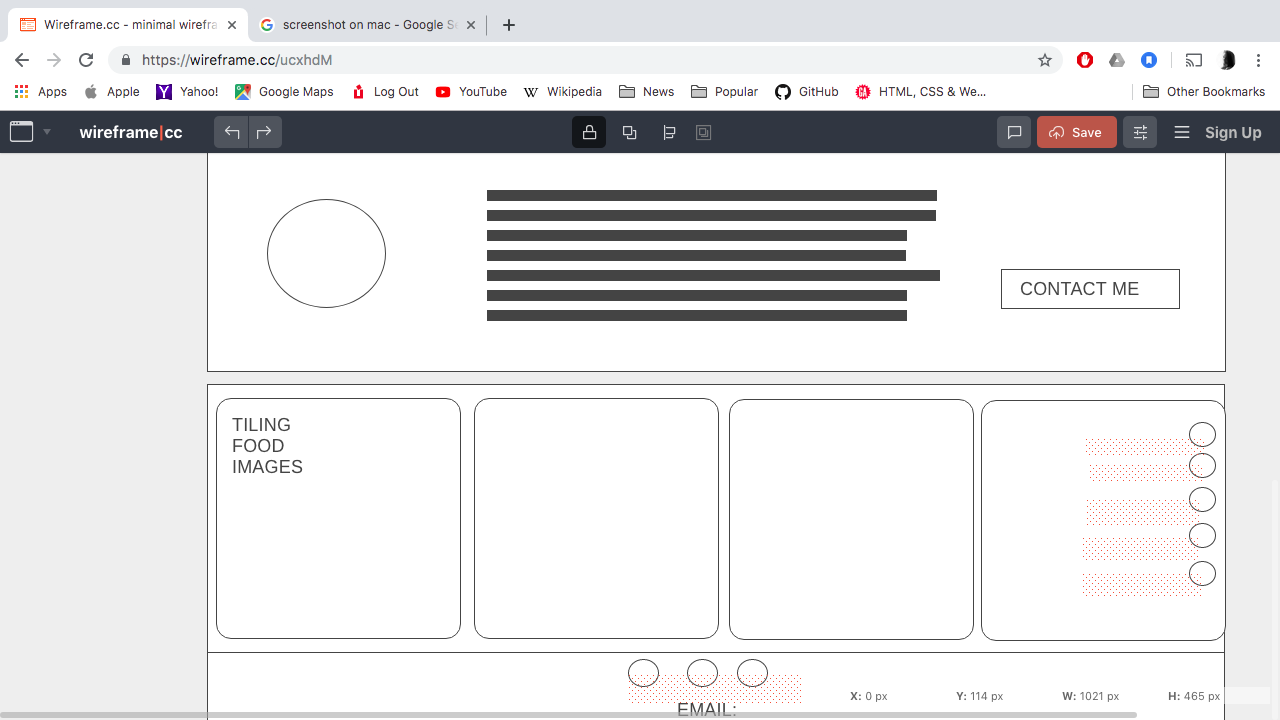 Wireframe.cc - minimal wirefra
screenshot on mac - Google Se
https://wireframe.cc/ucxhdM
Apps
Apple
Yahoo!
Google Maps
Log Out
YouTube
Wikipedia
News
Popular
GitHub
HTML, CSS & We...
Other Bookmarks
wireframe|cc
Save
Sign Up
CONTACT ME
TILING
FOOD
IMAGES
EMAIL:
X: 0 px
Y: 114 px
W: 1021 px
H: 465 px